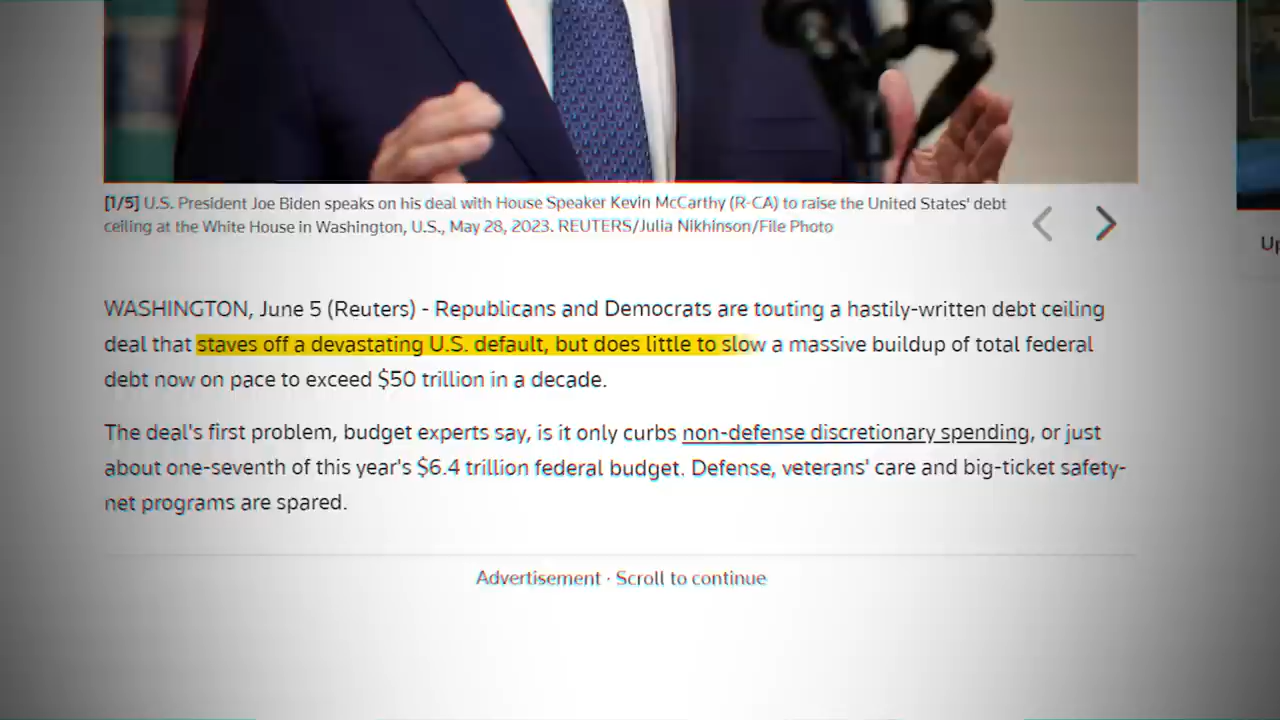 [1/5] U.S. President Joe Biden speaks on his deal with House Speaker Kevin McCarthy (R-CA) to raise the United States' debt
ceiling at the White House in Washington, U.S., May 28, 2023. REUTERS/Julia Nikhinson/File Photo
WASHINGTON, June 5 (Reuters) - Republicans and Democrats are touting a hastily-written debt ceiling
deal that staves off a devastating U.S. default, but does little to slow a massive buildup of total federal
debt now on pace to exceed $50 trillion in a decade.
The deal's first problem, budget experts say, is it only curbs non-defense discretionary spending, or just
about one-seventh of this year's $6.4 trillion federal budget. Defense, veterans' care and big-ticket safety-
net programs are spared.
Advertisement · Scroll to continue